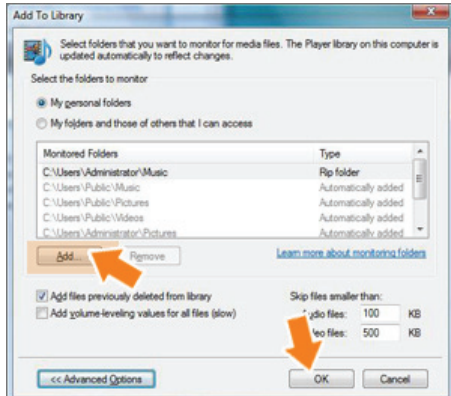 Add To Library
Select folders that you want to monitor for media files. The Player library on this computer is
updated automatically to reflect changes.
Select the folders to monitor
My personal folders
My folders and those of others that I can access
Monitored Folders Type
C:\Users\Administrator\Music Rip folder
C:\Users\Public\Music Automatically added
C:\Users\Public\Pictures Automatically added
C:\Users\Public\Videos Automatically added
C:\Users\Administrator\Pictures Automatically added
Add... Remove Learn more about monitoring folders
Add files previously deleted from library Skip files smaller than:
Add volume-leveling values for all files (slow) files: 100 KB
files: 500 KB
<< Advanced Options OK Cancel